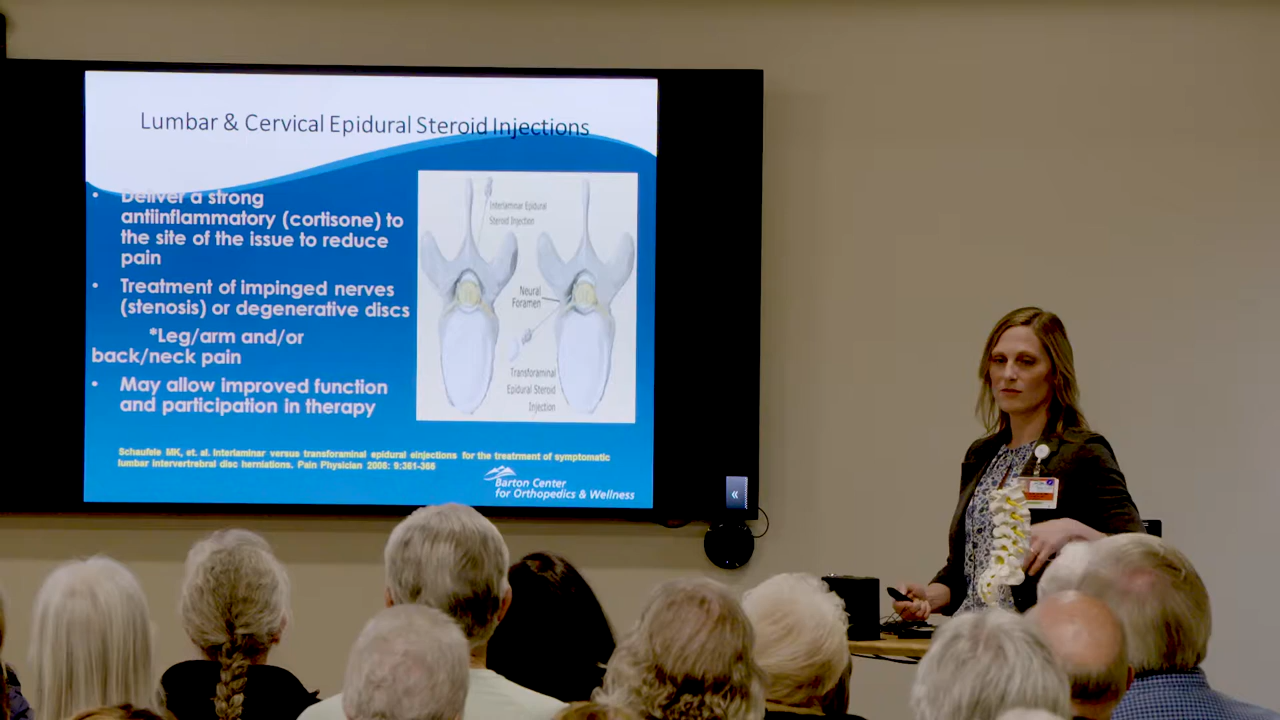 Lumbar & Cervical Epidural Steroid Injections
• Deliver a strong
antiinflammatory (cortisone) to
the site of the issue to reduce
pain
• Treatment of impinged nerves
(stenosis) or degenerative discs
*Leg/arm and/or
back/neck pain
• May allow improved function
and participation in therapy
Interlaminar Epidural
Steroid Injection
Neural
Foramen
Transforaminal
Epidural Steroid
Injection
Schaufele MK, et. al. Interlaminar versus transforaminal epidural einjections for the treatment of symptomatic
lumbar intervertebral disc herniations. Pain Physician 2006: 9:361-366
Barton Center
for Orthopedics & Wellness
«